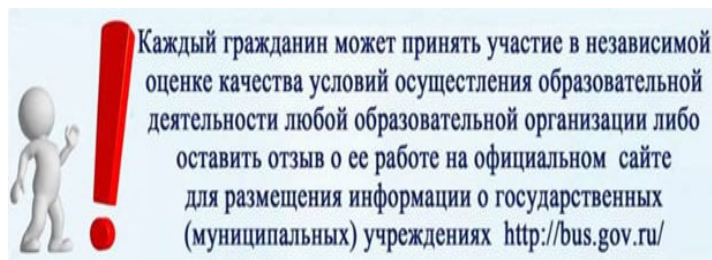 Каждый гражданин может принять участие в независимой
оценке качества условий осуществления образовательной
деятельности любой образовательной организации либо
оставить отзыв о ее работе на официальном сайте
для размещения информации о государственных
(муниципальных) учреждениях http://bus.gov.ru/